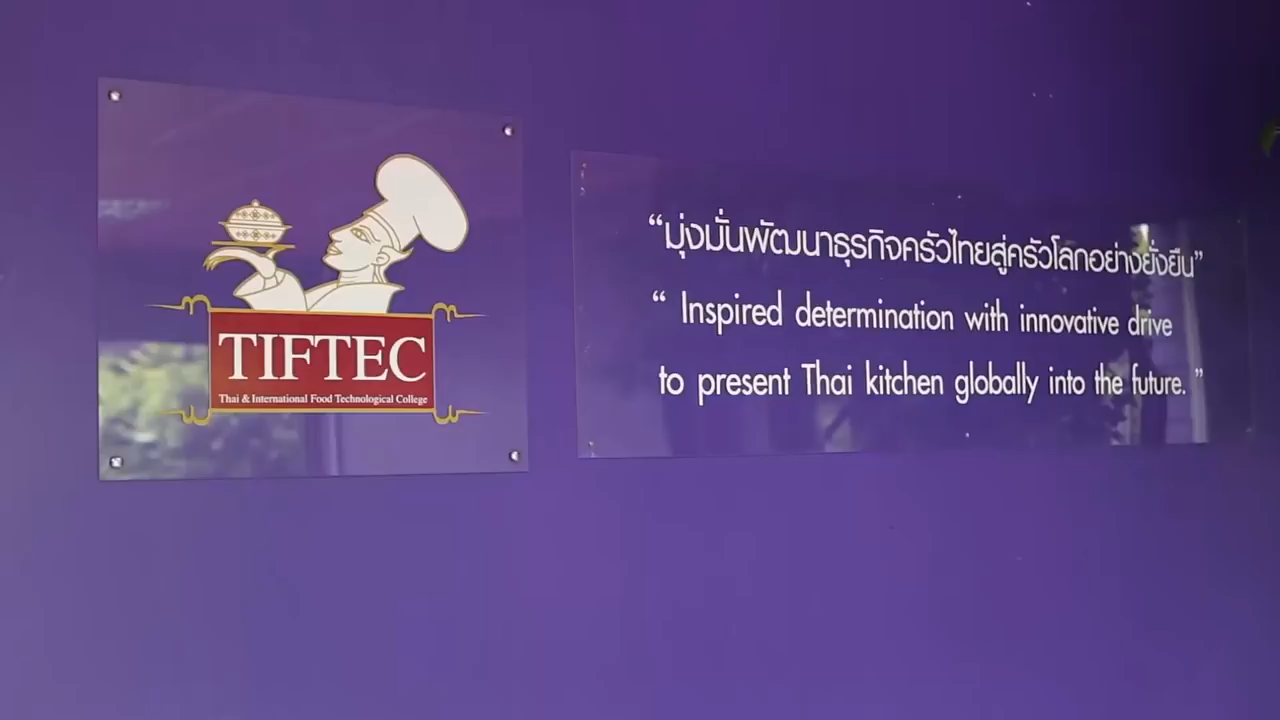 TIFTEC
Thai & International Food Technological College
“มุ่งมั่นพัฒนาธุรกิจครัวไทยสู่ครัวโลกอย่างยั่งยืน”
“ Inspired determination with innovative drive
to present Thai kitchen globally into the future. ”